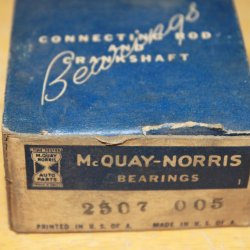 CONNECTING ROD
AND
CRANKSHAFT
Bearings
McQUAY-NORRIS
BEARINGS
McQUAY
NORRIS
AUTO
PARTS
2507 005
PRINTED IN U.S. OF A.
MADE IN U.S. OF A.